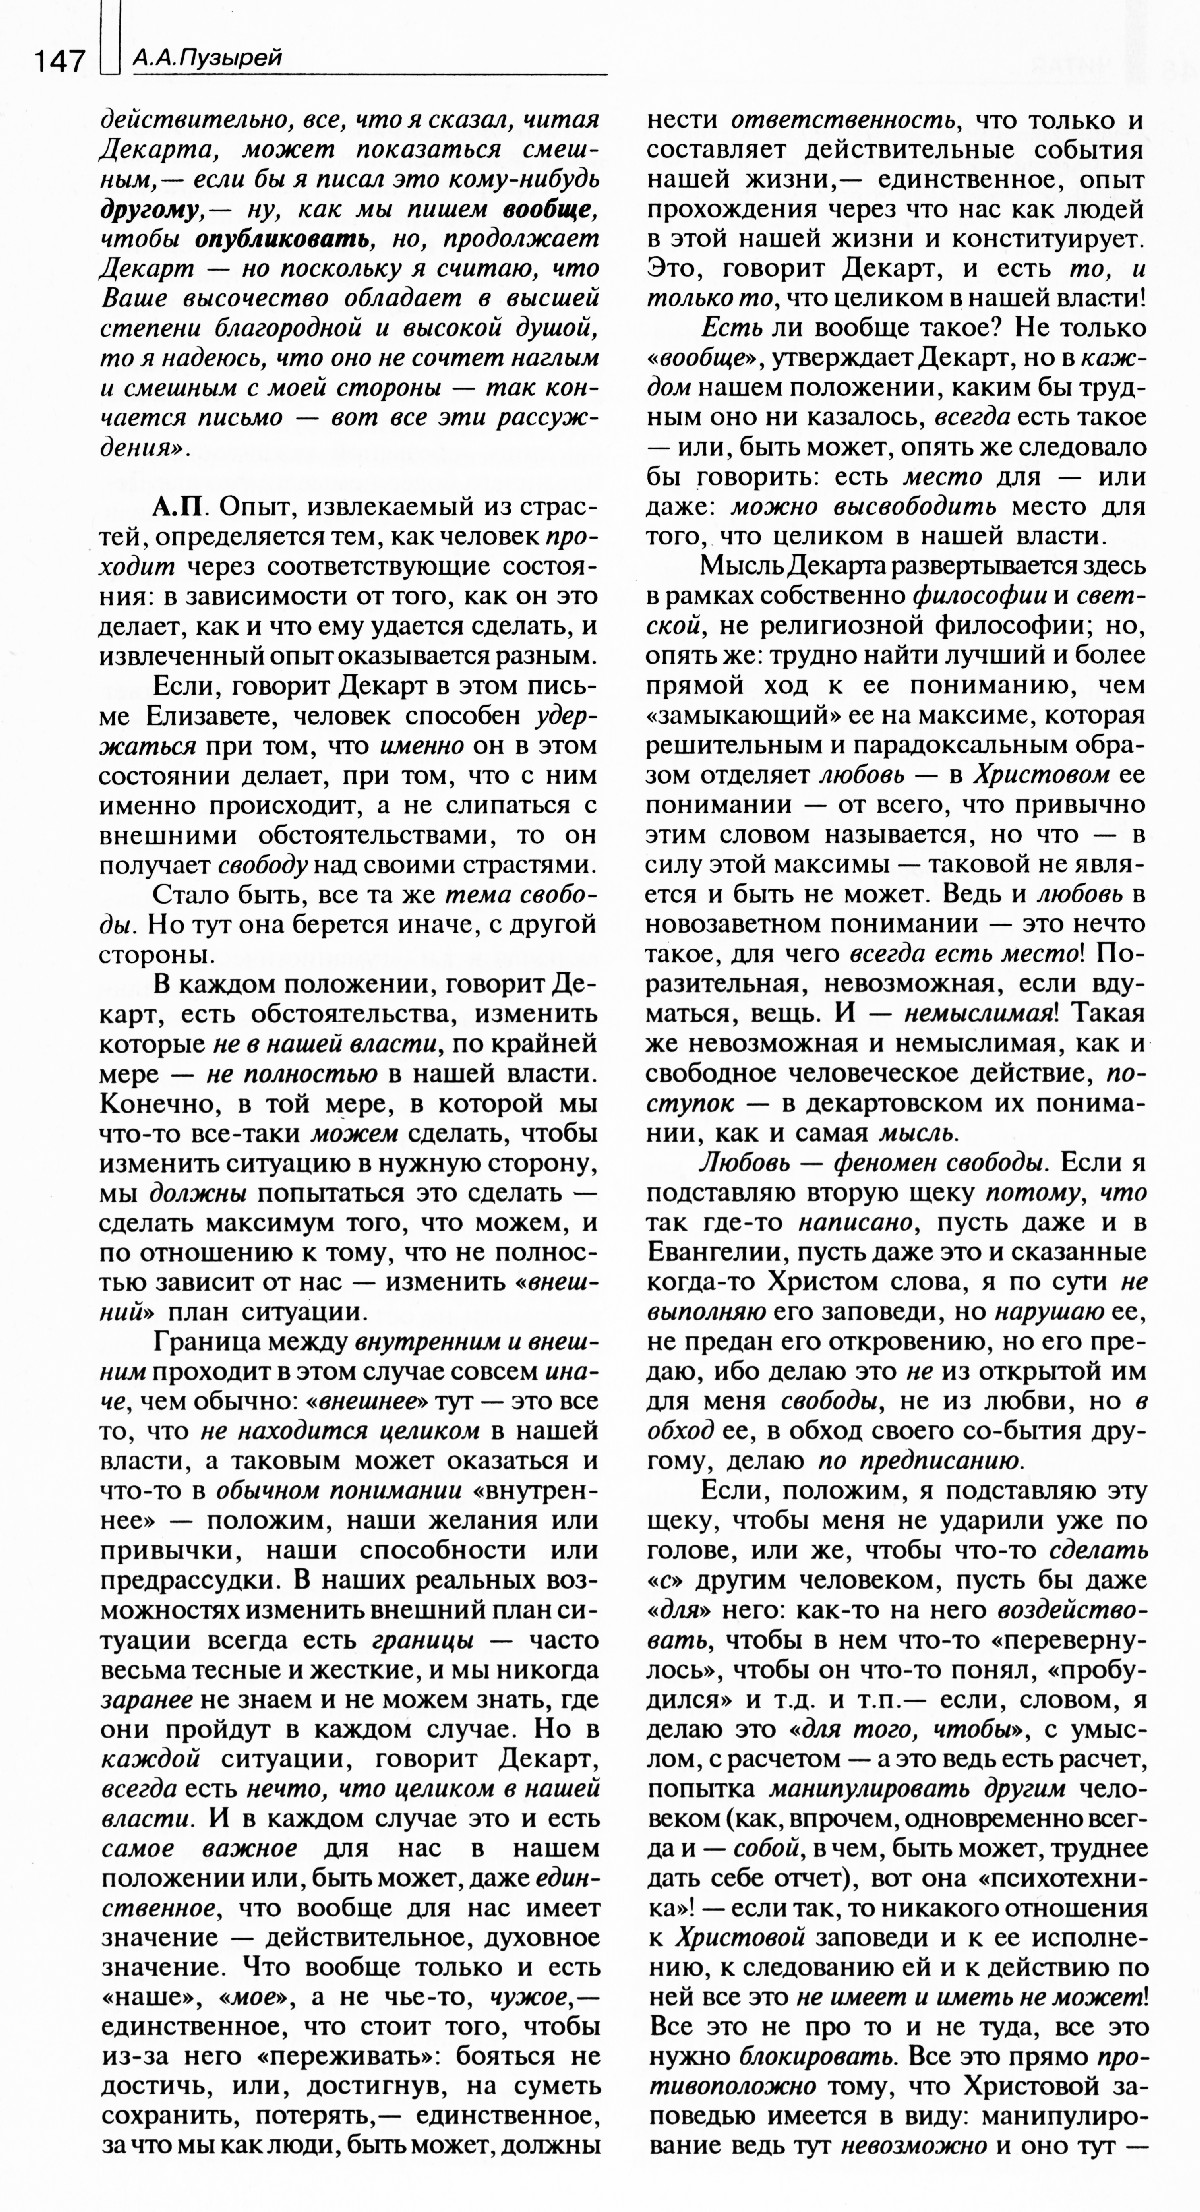 147
А.А.Пузырей
действительно, все, что я сказал, читая
Декарта, может показаться смеш-
ным,— если бы я писал это кому-нибудь
другому,— ну, как мы пишем вообще,
чтобы опубликовать, но, продолжает
Декарт — но поскольку я считаю, что
Ваше высочество обладает в высшей
степени благородной и высокой душой,
то я надеюсь, что оно не сочтет наглым
и смешным с моей стороны — так кон-
чается письмо — вот все эти рассуж-
дения».
А.П. Опыт, извлекаемый из страс-
тей, определяется тем, как человек про-
ходит через соответствующие состоя-
ния: в зависимости от того, как он это
делает, как и что ему удается сделать, и
извлеченный опыт оказывается разным.
Если, говорит Декарт в этом пись-
ме Елизавете, человек способен удер-
жаться при том, что именно он в этом
состоянии делает, при том, что с ним
именно происходит, а не слипаться с
внешними обстоятельствами, то он
получает свободу над своими страстями.
Стало быть, все та же тема свобо-
ды. Но тут она берется иначе, с другой
стороны.
В каждом положении, говорит Де-
карт, есть обстоятельства, изменить
которые не в нашей власти, по крайней
мере — не полностью в нашей власти.
Конечно, в той мере, в которой мы
что-то все-таки можем сделать, чтобы
изменить ситуацию в нужную сторону,
мы должны попытаться это сделать —
сделать максимум того, что можем, и
по отношению к тому, что не полнос-
тью зависит от нас — изменить «внеш-
ний» план ситуации.
Граница между внутренним и внеш-
ним проходит в этом случае совсем ина-
че, чем обычно: «внешнее» тут — это все
то, что не находится целиком в нашей
власти, а таковым может оказаться и
что-то в обычном понимании «внутрен-
нее» — положим, наши желания или
привычки, наши способности или
предрассудки. В наших реальных воз-
можностях изменить внешний план си-
туации всегда есть границы — часто
весьма тесные и жесткие, и мы никогда
заранее не знаем и не можем знать, где
они пройдут в каждом случае. Но в
каждой ситуации, говорит Декарт,
всегда есть нечто, что целиком в нашей
власти. И в каждом случае это и есть
самое важное для нас в нашем
положении или, быть может, даже един-
ственное, что вообще для нас имеет
значение — действительное, духовное
значение. Что вообще только и есть
«наше», «мое», а не чье-то, чужое,—
единственное, что стоит того, чтобы
из-за него «переживать»: бояться не
достичь, или, достигнув, на суметь
сохранить, потерять,— единственное,
за что мы как люди, быть может, должны
нести ответственность, что только и
составляет действительные события
нашей жизни,— единственное, опыт
прохождения через что нас как людей
в этой нашей жизни и конституирует.
Это, говорит Декарт, и есть то, и
только то, что целиком в нашей власти!
Есть ли вообще такое? Не только
«вообще», утверждает Декарт, но в каж-
дом нашем положении, каким бы труд-
ным оно ни казалось, всегда есть такое
— или, быть может, опять же следовало
бы говорить: есть место для — или
даже: можно высвободить место для
того, что целиком в нашей власти.
Мысль Декарта развертывается здесь
в рамках собственно философии и свет-
ской, не религиозной философии; но,
опять же: трудно найти лучший и более
прямой ход к ее пониманию, чем
«замыкающий» ее на максиме, которая
решительным и парадоксальным обра-
зом отделяет любовь — в Христовом ее
понимании — от всего, что привычно
этим словом называется, но что — в
силу этой максимы — таковой не явля-
ется и быть не может. Ведь и любовь в
новозаветном понимании — это нечто
такое, для чего всегда есть место! По-
разительная, невозможная, если вду-
маться, вещь. И — немыслимая! Такая
же невозможная и немыслимая, как и
свободное человеческое действие, по-
ступок — в декартовском их понима-
нии, как и самая мысль.
Любовь — феномен свободы. Если я
подставляю вторую щеку потому, что
так где-то написано, пусть даже и в
Евангелии, пусть даже это и сказанные
когда-то Христом слова, я по сути не
выполняю его заповеди, но нарушаю ее,
не предан его откровению, но его пре-
даю, ибо делаю это не из открытой им
для меня свободы, не из любви, но в
обход ее, в обход своего со-бытия дру-
гому, делаю по предписанию.
Если, положим, я подставляю эту
щеку, чтобы меня не ударили уже по
голове, или же, чтобы что-то сделать
«с» другим человеком, пусть бы даже
«для» него: как-то на него воздейство-
вать, чтобы в нем что-то «переверну-
лось», чтобы он что-то понял, «пробу-
дился» и т.д. и т.п.— если, словом, я
делаю это «для того, чтобы», с умыс-
лом, с расчетом — а это ведь есть расчет,
попытка манипулировать другим чело-
веком (как, впрочем, одновременно всег-
да и — собой, в чем, быть может, труднее
дать себе отчет), вот она «психотехни-
ка»! — если так, то никакого отношения
к Христовой заповеди и к ее исполне-
нию, к следованию ей и к действию по
ней все это не имеет и иметь не может!
Все это не про то и не туда, все это
нужно блокировать. Все это прямо про-
тивоположно тому, что Христовой за-
поведью имеется в виду: манипулиро-
вание ведь тут невозможно и оно тут —